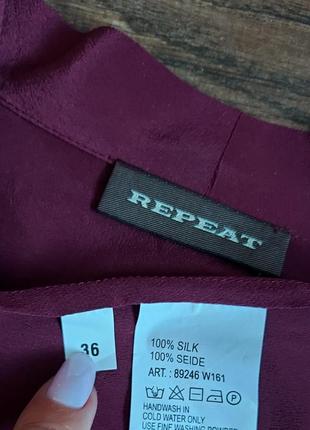 REPEAT
36
100% SILK
100% SEIDE
ART. : 89246 W161
HANDWASH IN
COLD WATER ONLY
USE FINE WASHING POWDER